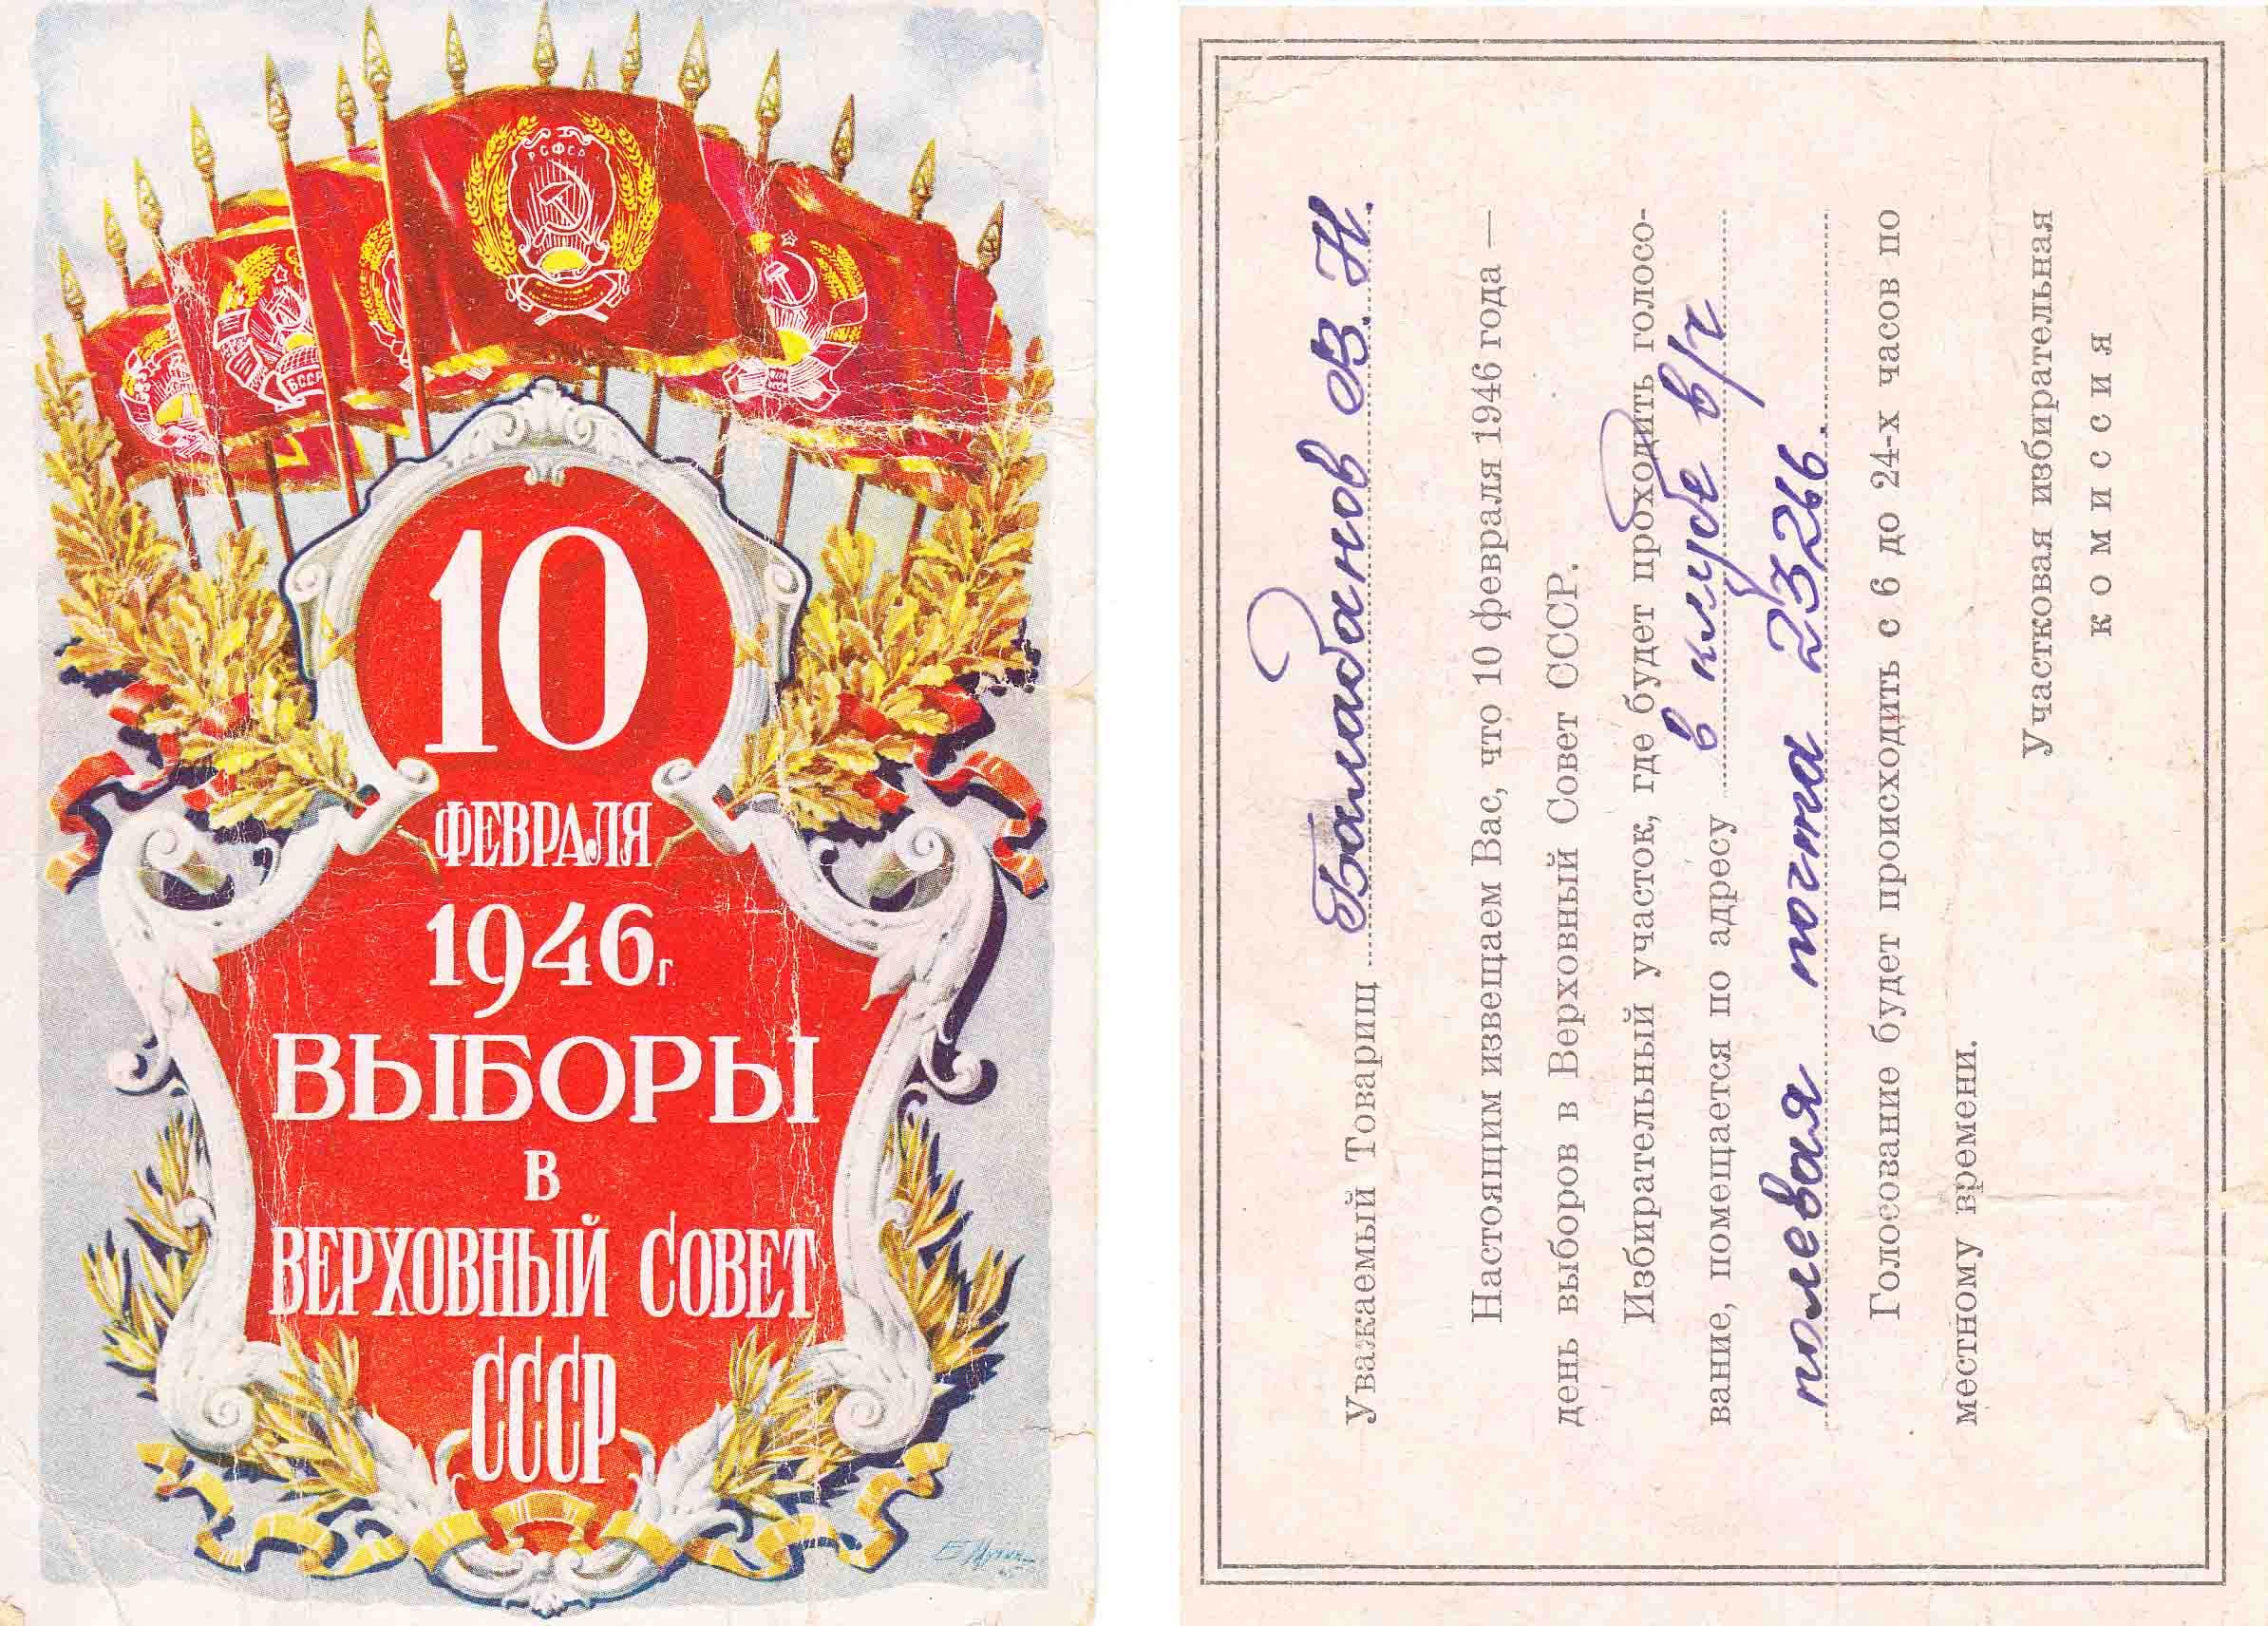 РСФСР
БССР
10
ФЕВРАЛЯ
1946 г.
ВЫБОРЫ
В
ВЕРХОВНЫЙ СОВЕТ
СССР
Уважаемый Товарищ Балабанов В. Н.
Настоящим извещаем Вас, что 10 февраля 1946 года —
день выборов в Верховный Совет СССР.
Избирательный участок, где будет проходить голосо-
вание, помещается по адресу в клубе в/ч
полевая почта 23266.
Голосование будет происходить с 6 до 24-х часов по
местному времени.
Участковая избирательная
комиссия